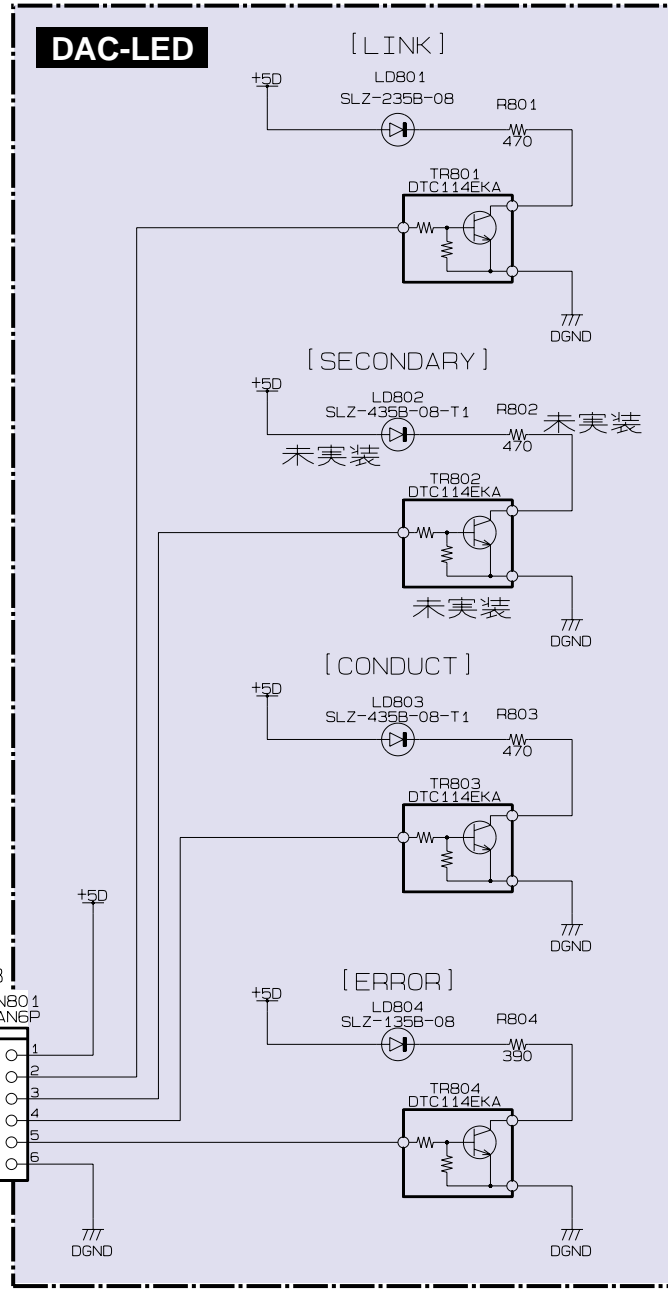 DAC-LED
[LINK]
+5D
LD801
SLZ-235B-08
R801
470
TR801
DTC114EKA
DGND
[SECONDARY]
+5D
LD802
SLZ-435B-08-T1
未実装
R802
470
未実装
TR802
DTC114EKA
未実装
DGND
[CONDUCT]
+5D
LD803
SLZ-435B-08-T1
R803
470
TR803
DTC114EKA
DGND
[ERROR]
+5D
LD804
SLZ-135B-08
R804
390
TR804
DTC114EKA
DGND
+5D
N801
AN6P
1
2
3
4
5
6
DGND